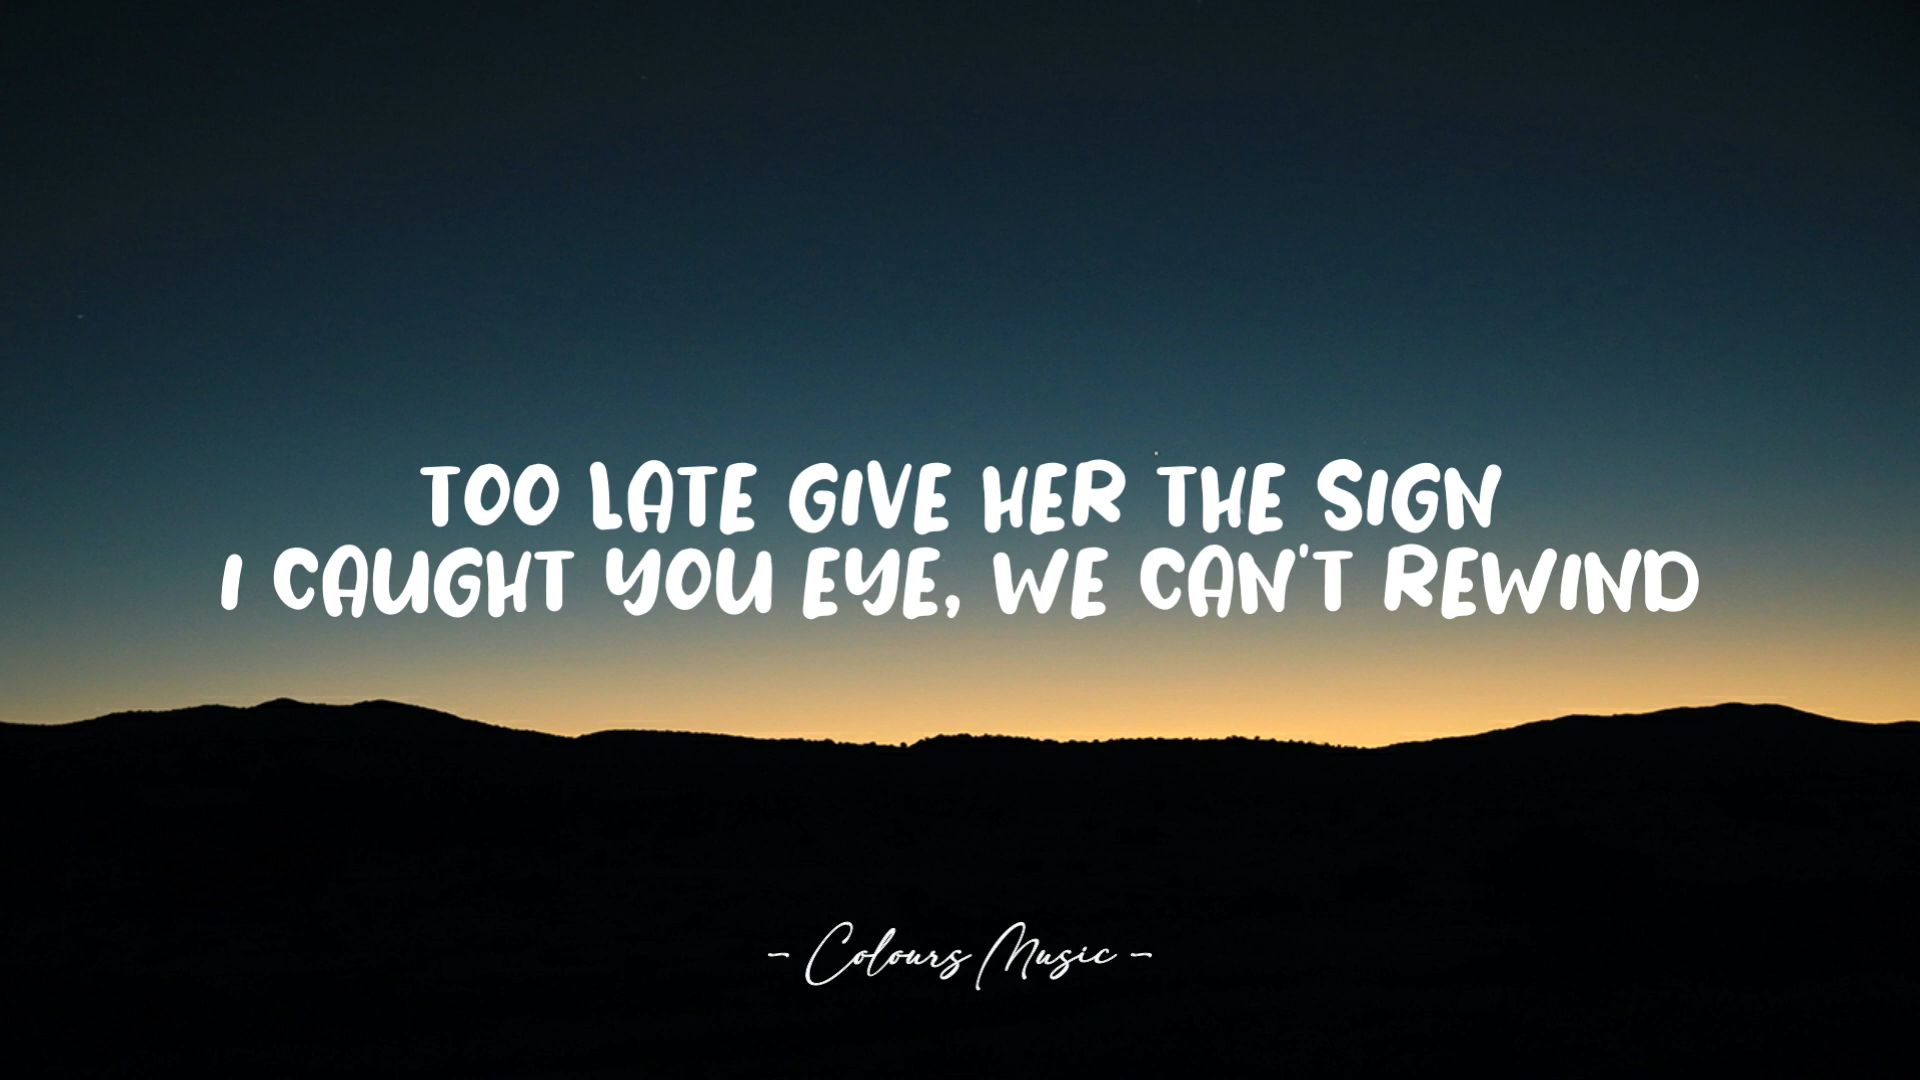 TOO LATE GIVE HER THE SIGN
I CAUGHT YOU EYE, WE CAN'T REWIND
- Colours Music -